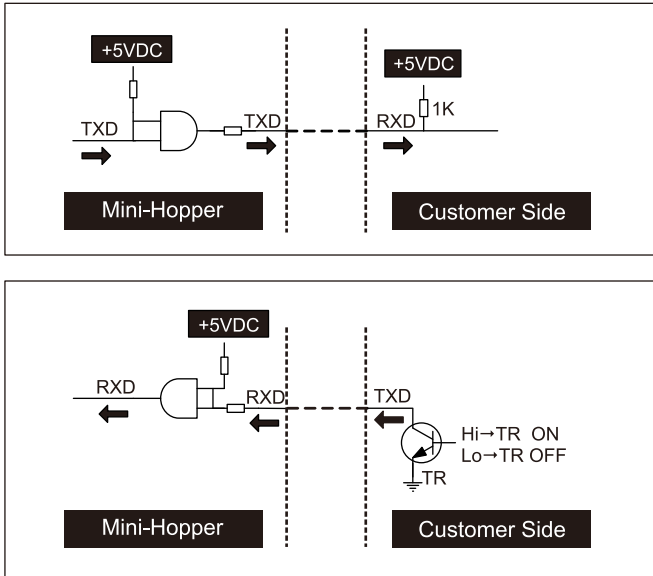 +5VDC
+5VDC
1K
TXD
TXD
RXD
Mini-Hopper
Customer Side
+5VDC
RXD
RXD
TXD
Hi→TR ON
Lo→TR OFF
TR
Mini-Hopper
Customer Side